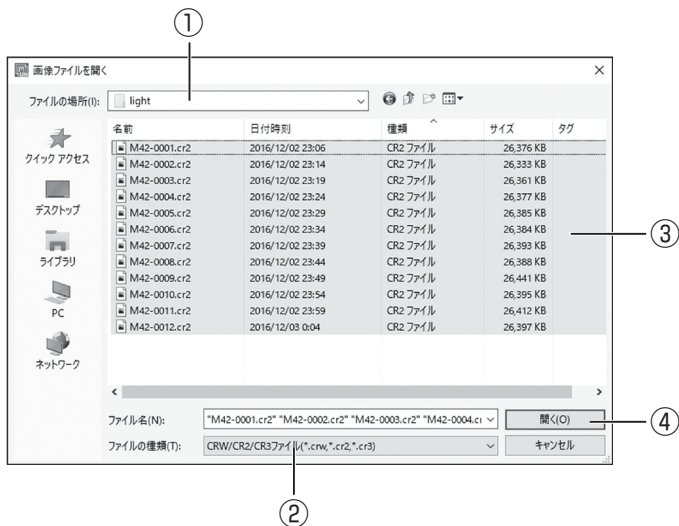 ①
画像ファイルを開く
ファイルの場所(I): light
名前 日付時刻 種類 サイズ タグ
M42-0001.cr2 2016/12/02 23:06 CR2 ファイル 26,376 KB
M42-0002.cr2 2016/12/02 23:14 CR2 ファイル 26,333 KB
M42-0003.cr2 2016/12/02 23:19 CR2 ファイル 26,361 KB
M42-0004.cr2 2016/12/02 23:24 CR2 ファイル 26,377 KB
M42-0005.cr2 2016/12/02 23:29 CR2 ファイル 26,385 KB
M42-0006.cr2 2016/12/02 23:34 CR2 ファイル 26,384 KB
M42-0007.cr2 2016/12/02 23:39 CR2 ファイル 26,393 KB
M42-0008.cr2 2016/12/02 23:44 CR2 ファイル 26,388 KB
M42-0009.cr2 2016/12/02 23:49 CR2 ファイル 26,441 KB
M42-0010.cr2 2016/12/02 23:54 CR2 ファイル 26,395 KB
M42-0011.cr2 2016/12/02 23:59 CR2 ファイル 26,412 KB
M42-0012.cr2 2016/12/03 0:04 CR2 ファイル 26,397 KB
クイック アクセス
デスクトップ
ライブラリ
PC
ネットワーク
③
ファイル名(N): "M42-0001.cr2" "M42-0002.cr2" "M42-0003.cr2" "M42-0004.cr 開く(O)
④
ファイルの種類(T): CRW/CR2/CR3ファイル(*.crw,*.cr2,*.cr3) キャンセル
②